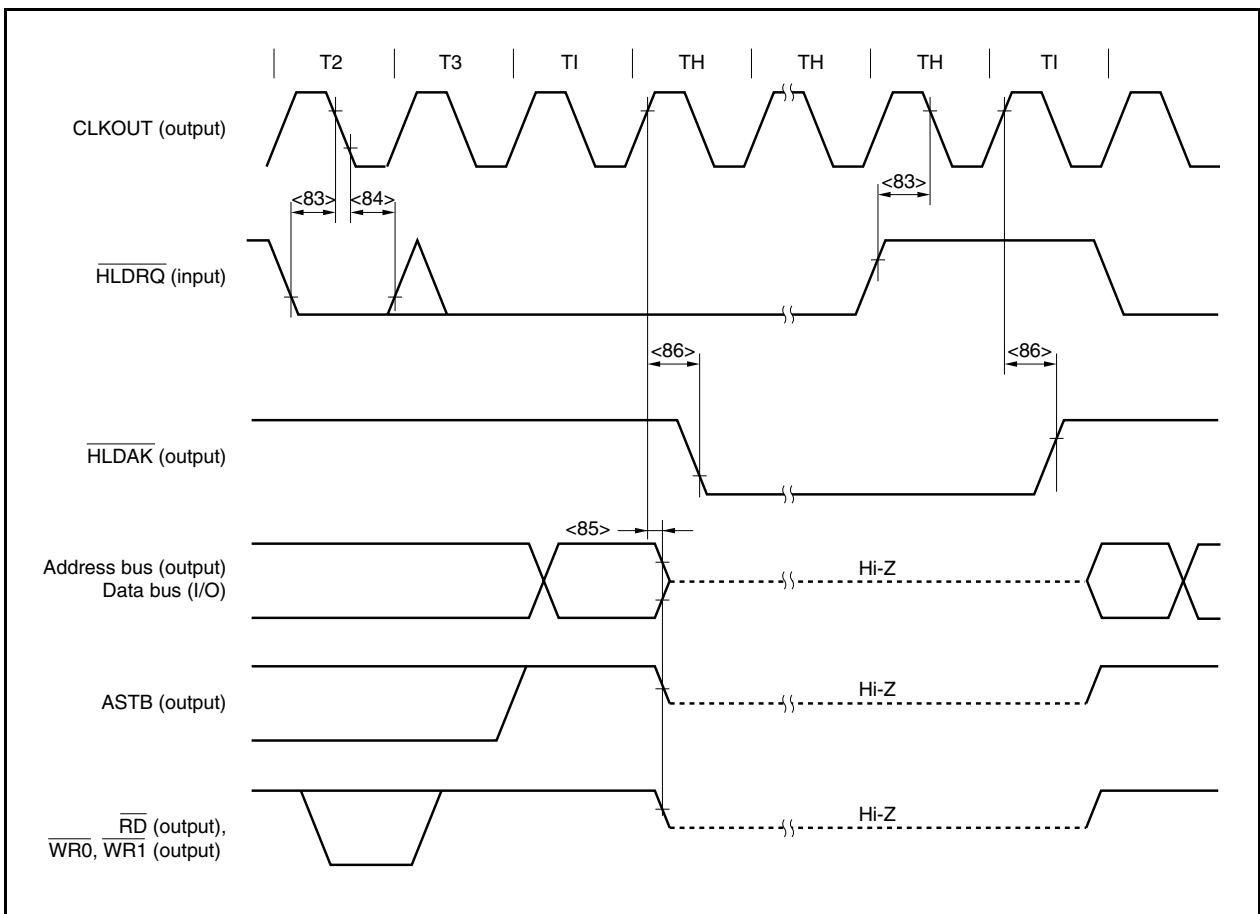 T2 T3 TI TH TH TH TI
CLKOUT (output)
<83> <84> <83>
HLDRQ (input)
<86> <86>
HLDAK (output)
<85>
Address bus (output)
Data bus (I/O)
Hi-Z
ASTB (output)
Hi-Z
RD (output),
WR0, WR1 (output)
Hi-Z